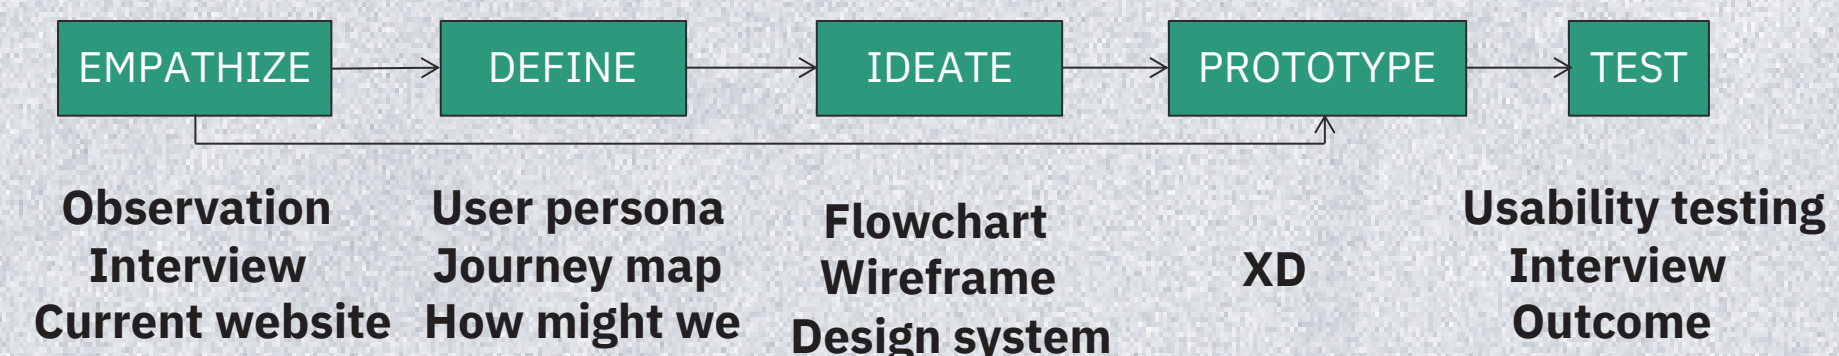 EMPATHIZE
DEFINE
IDEATE
PROTOTYPE
TEST
Observation
Interview
Current website
User persona
Journey map
How might we
Flowchart
Wireframe
Design system
XD
Usability testing
Interview
Outcome